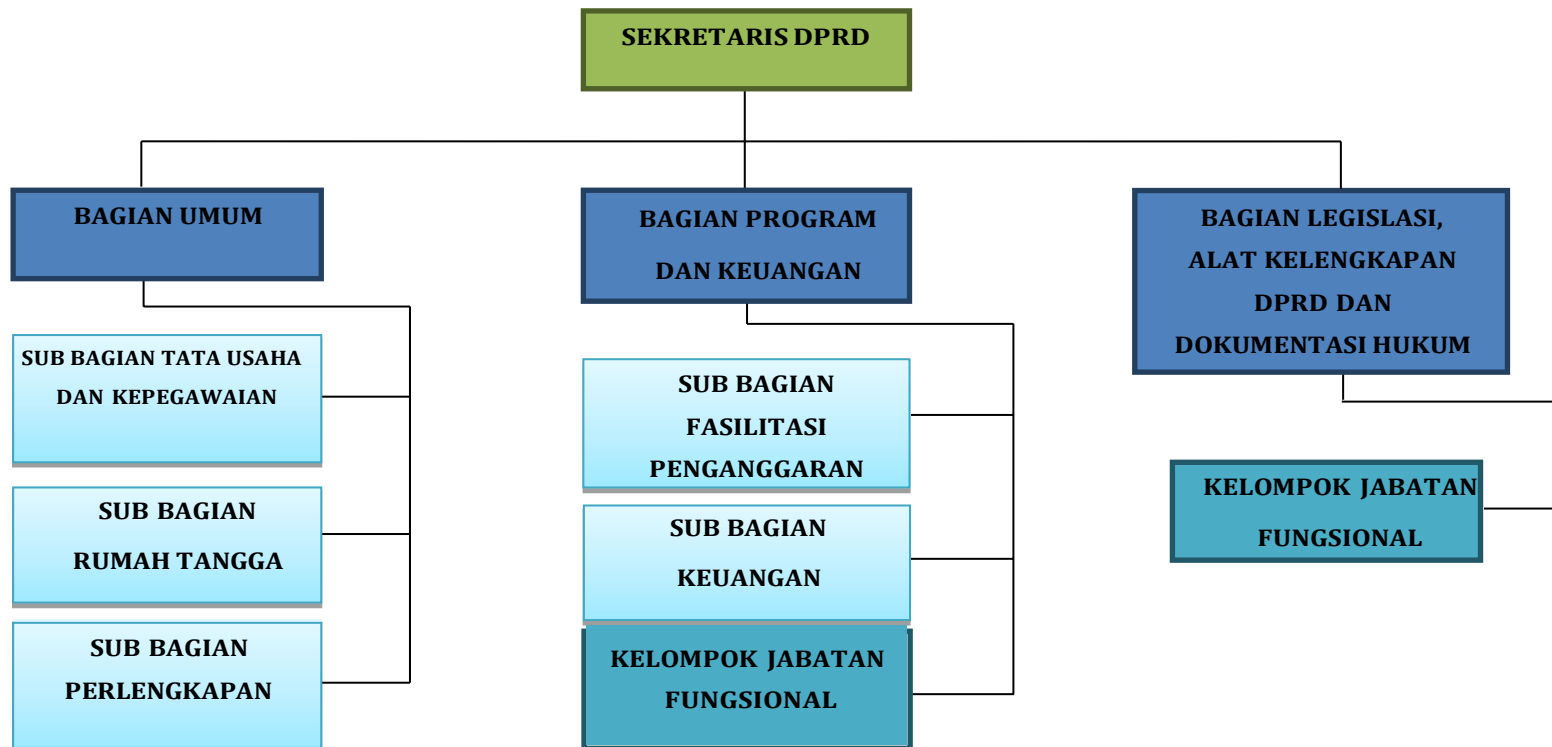 SEKRETARIS DPRD
BAGIAN UMUM
SUB BAGIAN TATA USAHA
DAN KEPEGAWAIAN
SUB BAGIAN
RUMAH TANGGA
SUB BAGIAN
PERLENGKAPAN
BAGIAN PROGRAM
DAN KEUANGAN
SUB BAGIAN
FASILITASI
PENGANGGARAN
SUB BAGIAN
KEUANGAN
KELOMPOK JABATAN
FUNGSIONAL
BAGIAN LEGISLASI,
ALAT KELENGKAPAN
DPRD DAN
DOKUMENTASI HUKUM
KELOMPOK JABATAN
FUNGSIONAL